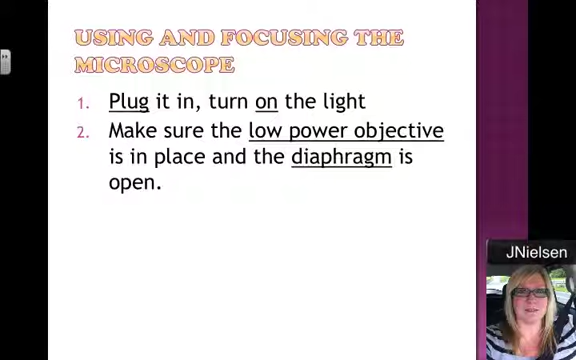 USING AND FOCUSING THE
MICROSCOPE
1. Plug it in, turn on the light
2. Make sure the low power objective
is in place and the diaphragm is
open.
JNielsen